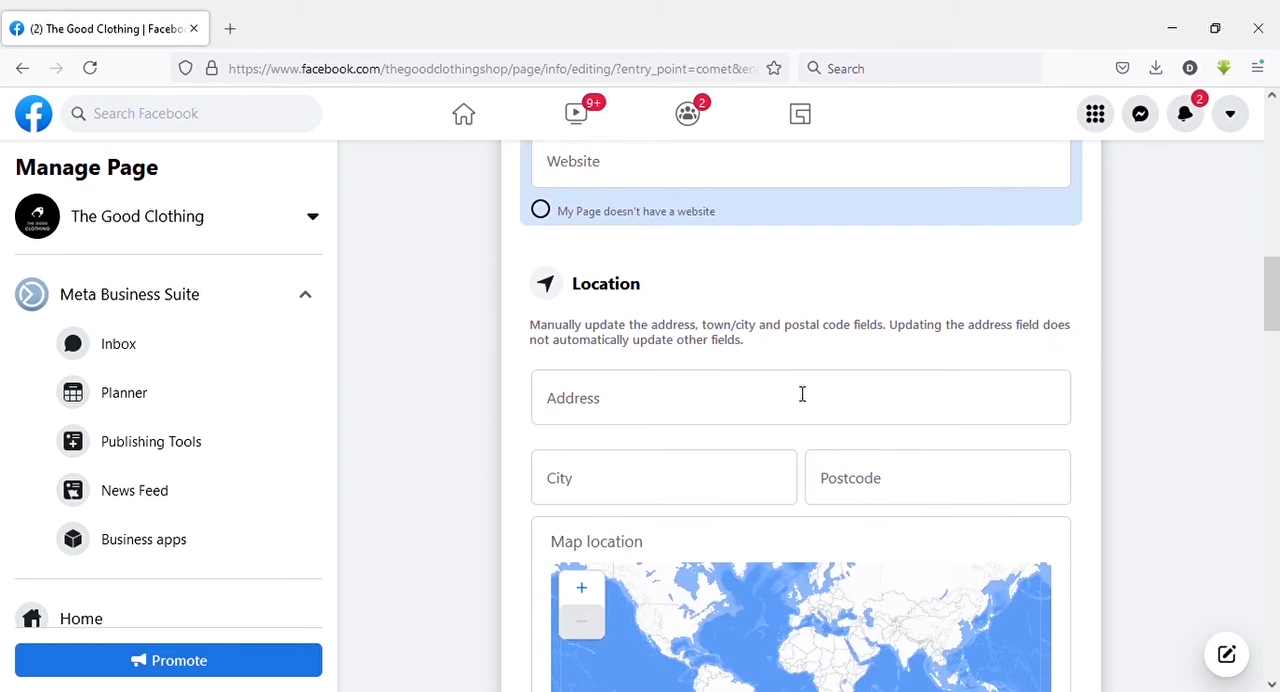 (2) The Good Clothing | Facebo
https://www.facebook.com/thegoodclothingshop/page/info/editing/?entry_point=comet&en
Search
D
Search Facebook
9+
2
2
Manage Page
The Good Clothing
Meta Business Suite
Inbox
Planner
Publishing Tools
News Feed
Business apps
Home
Promote
Website
My Page doesn't have a website
Location
Manually update the address, town/city and postal code fields. Updating the address field does
not automatically update other fields.
Address
City
Postcode
Map location
+
-